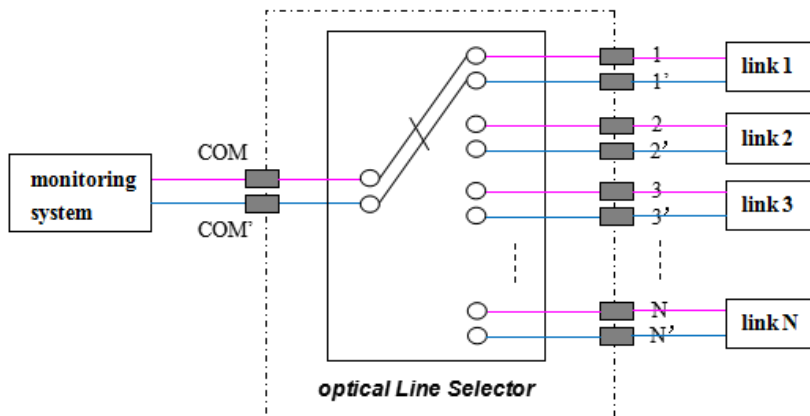 1
link 1
1’
2
link 2
2’
COM
monitoring
system
COM’
3
link 3
3’
N
link N
N’
optical Line Selector